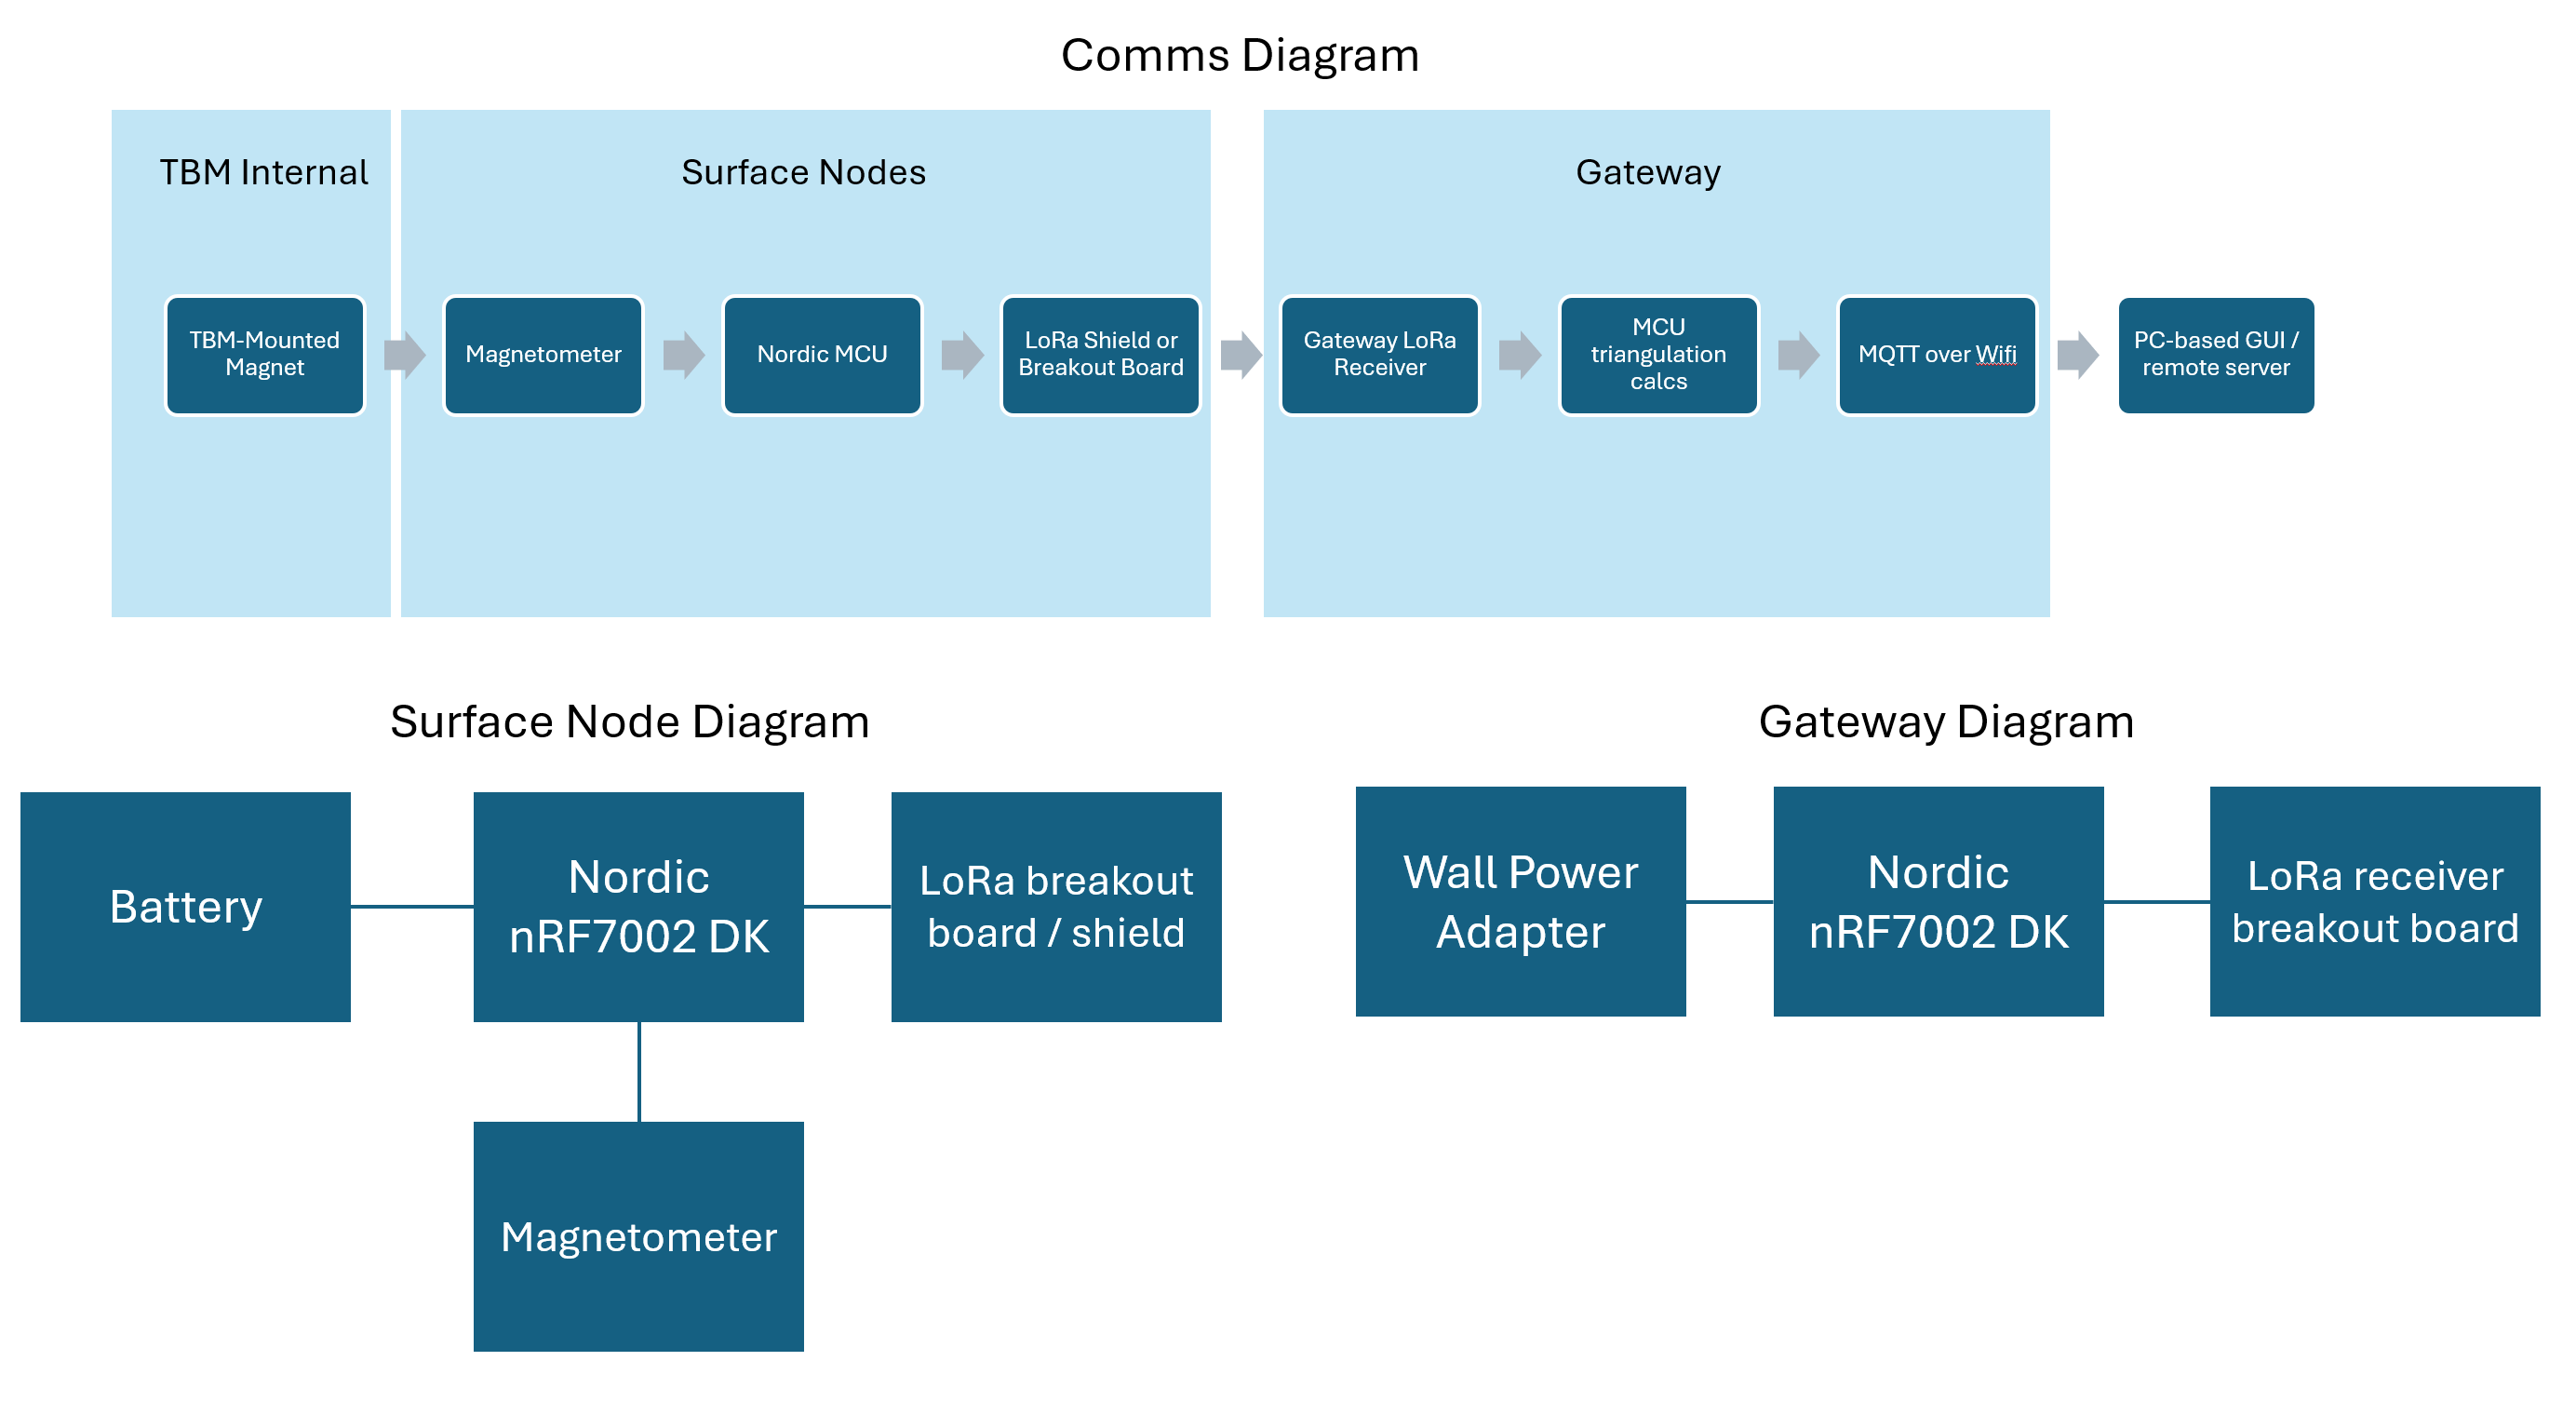 Comms Diagram
TBM Internal
Surface Nodes
Gateway
TBM-Mounted
Magnet
Magnetometer
Nordic MCU
LoRa Shield or
Breakout Board
Gateway LoRa
Receiver
MCU
triangulation
calcs
MQTT over Wifi
PC-based GUI /
remote server
Surface Node Diagram
Battery
Nordic
nRF7002 DK
LoRa breakout
board / shield
Magnetometer
Gateway Diagram
Wall Power
Adapter
Nordic
nRF7002 DK
LoRa receiver
breakout board